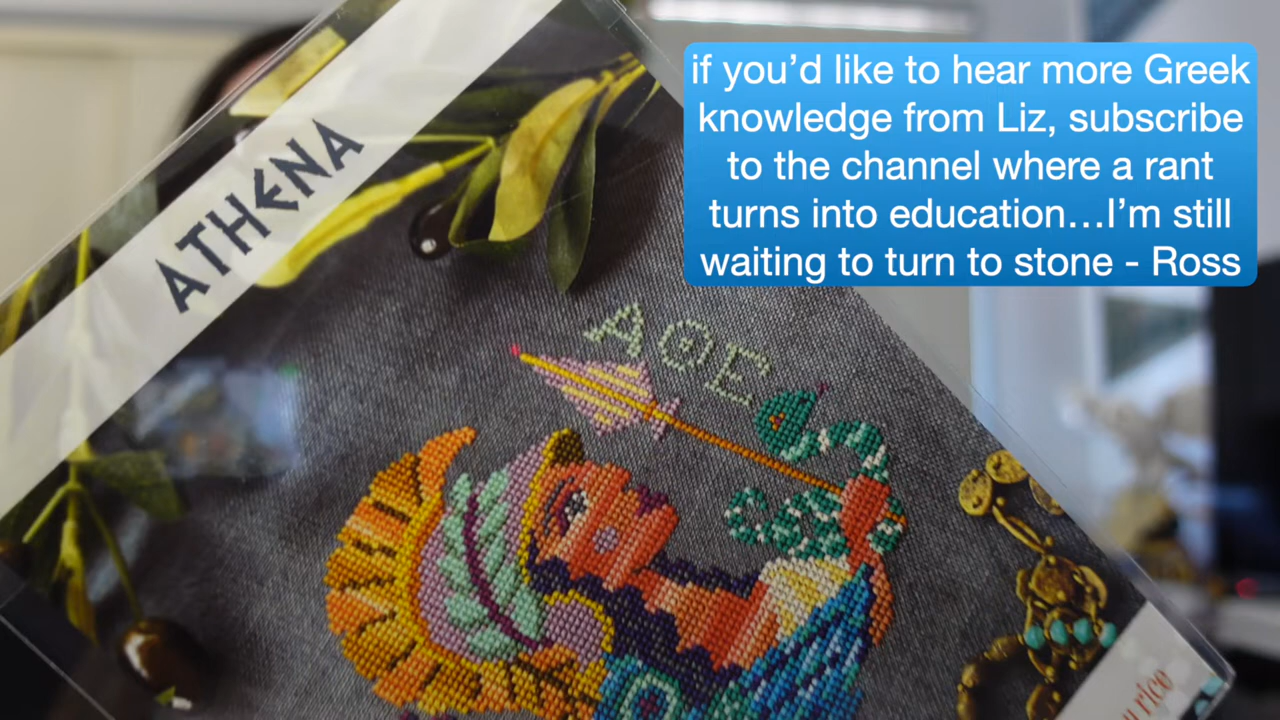 if you’d like to hear more Greek
knowledge from Liz, subscribe
to the channel where a rant
turns into education…I’m still
waiting to turn to stone - Ross
ATHENA
ΑΘΕ